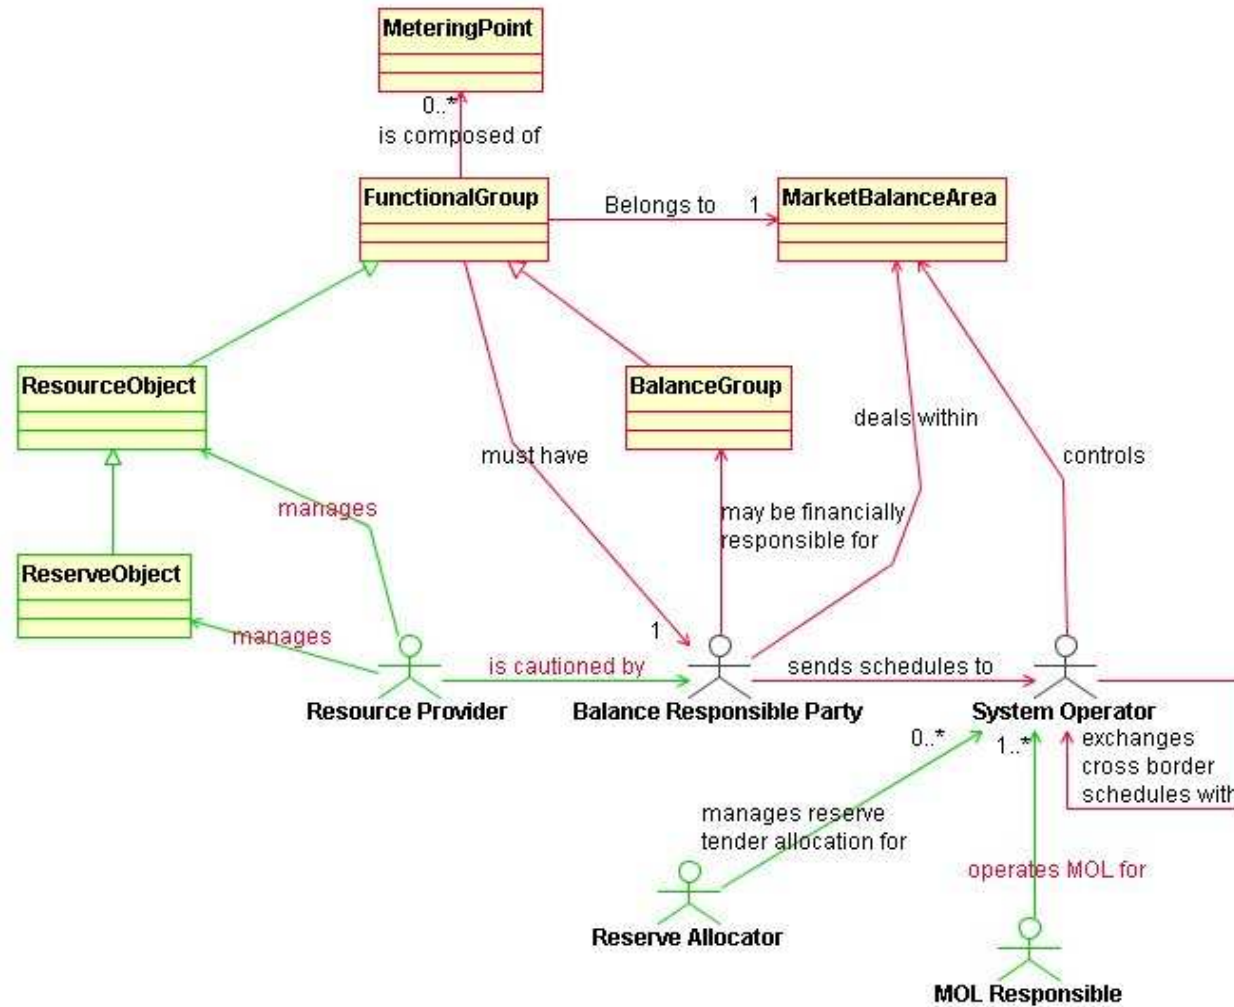 MeteringPoint
0..*
is composed of
FunctionalGroup
Belongs to
1
MarketBalanceArea
ResourceObject
BalanceGroup
deals within
must have
controls
manages
may be financially
responsible for
ReserveObject
manages
1
is cautioned by
sends schedules to
Resource Provider
Balance Responsible Party
System Operator
0..*
1..*
exchanges
cross border
schedules with
manages reserve
tender allocation for
operates MOL for
Reserve Allocator
MOL Responsible